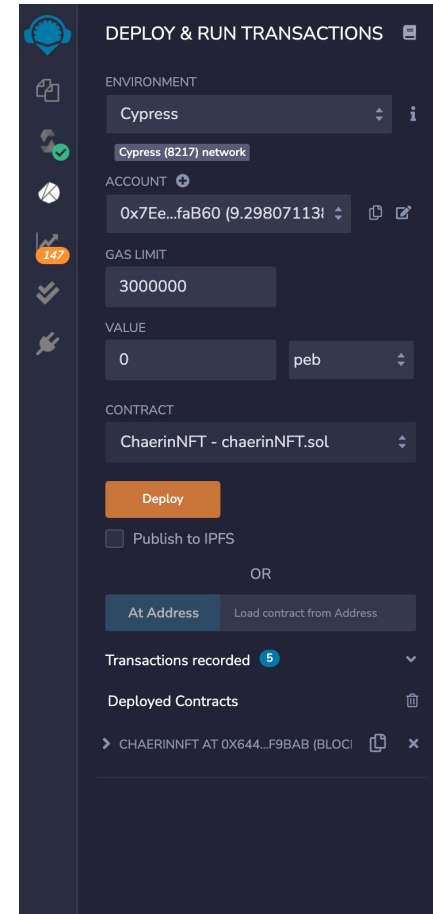 DEPLOY & RUN TRANSACTIONS
ENVIRONMENT
Cypress
Cypress (8217) network
ACCOUNT
0x7Ee...faB60 (9.29807113
147
GAS LIMIT
3000000
VALUE
0 peb
CONTRACT
ChaerinNFT - chaerinNFT.sol
Deploy
Publish to IPFS
OR
At Address Load contract from Address
Transactions recorded 5
Deployed Contracts
CHAERINNFT AT 0X644...F9BAB (BLOC